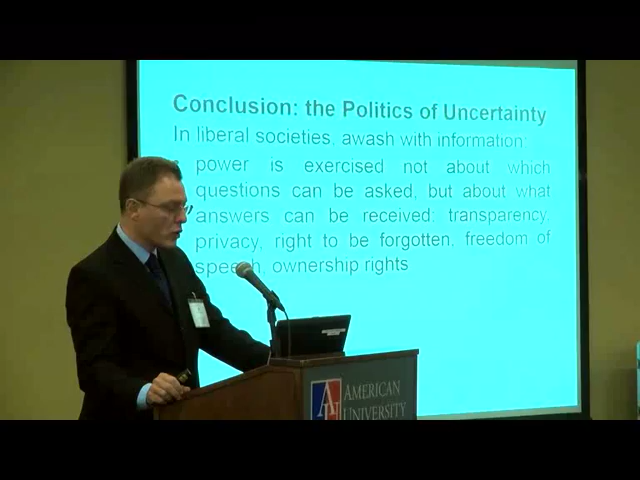 Conclusion: the Politics of Uncertainty
In liberal societies, awash with information:
power is exercised not about which
questions can be asked, but about what
answers can be received: transparency,
privacy, right to be forgotten, freedom of
speech, ownership rights
AU AMERICAN
UNIVERSITY